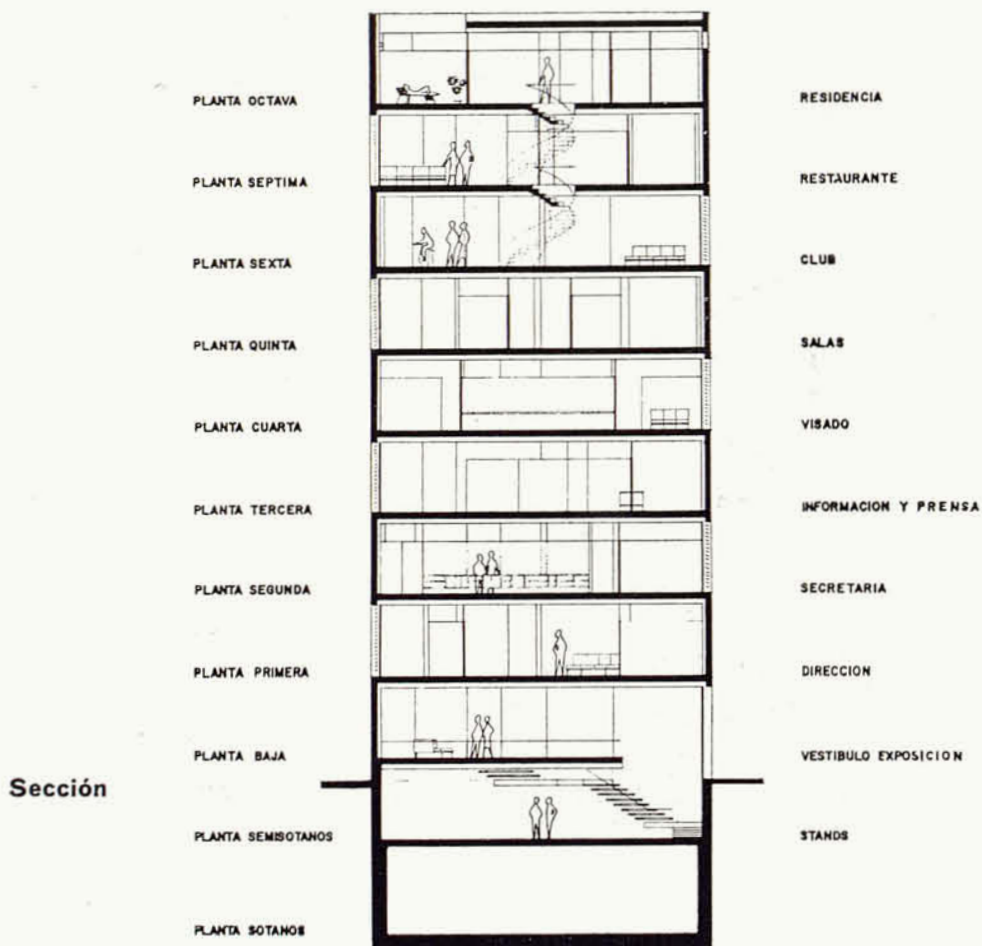 PLANTA OCTAVA RESIDENCIA
PLANTA SEPTIMA RESTAURANTE
PLANTA SEXTA CLUB
PLANTA QUINTA SALAS
PLANTA CUARTA VISADO
PLANTA TERCERA INFORMACION Y PRENSA
PLANTA SEGUNDA SECRETARIA
PLANTA PRIMERA DIRECCION
PLANTA BAJA VESTIBULO EXPOSICION
Sección
PLANTA SEMISOTANOS STANDS
PLANTA SOTANOS